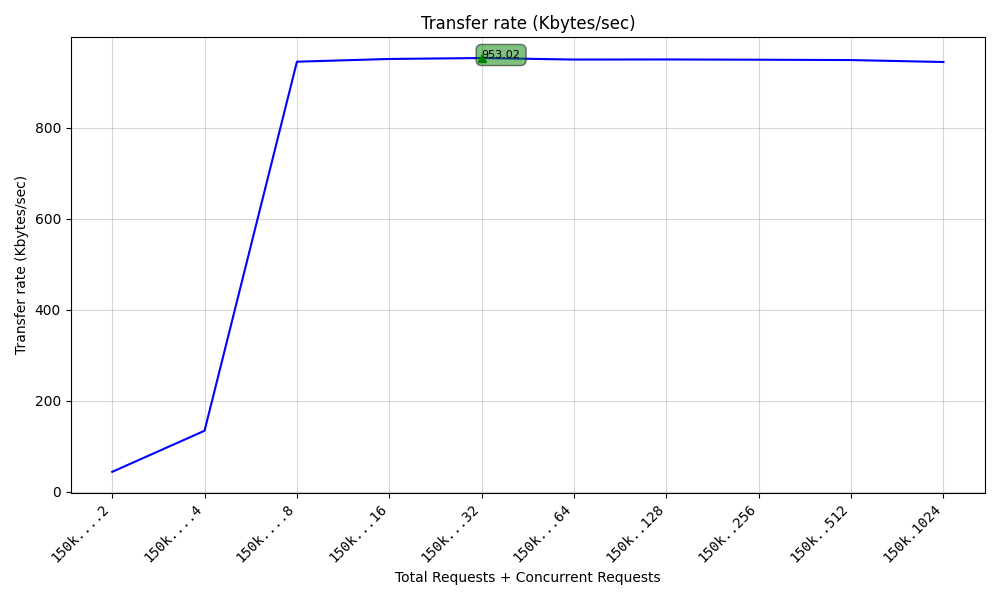 Transfer rate (Kbytes/sec)
953.02
Transfer rate (Kbytes/sec)
800
600
400
200
0
150k....2
150k....4
150k....8
150k...16
150k...32
150k...64
150k..128
150k..256
150k..512
150k.1024
Total Requests + Concurrent Requests